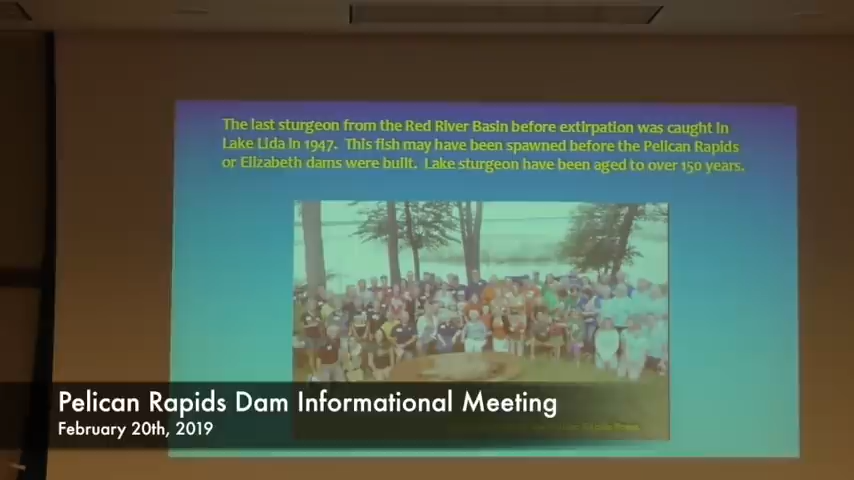 The last sturgeon from the Red River Basin before extirpation was caught in
Lake Lida in 1947. This fish may have been spawned before the Pelican Rapids
or Elizabeth dams were built. Lake sturgeon have been aged to over 150 years.
Pelican Rapids Dam Informational Meeting
February 20th, 2019